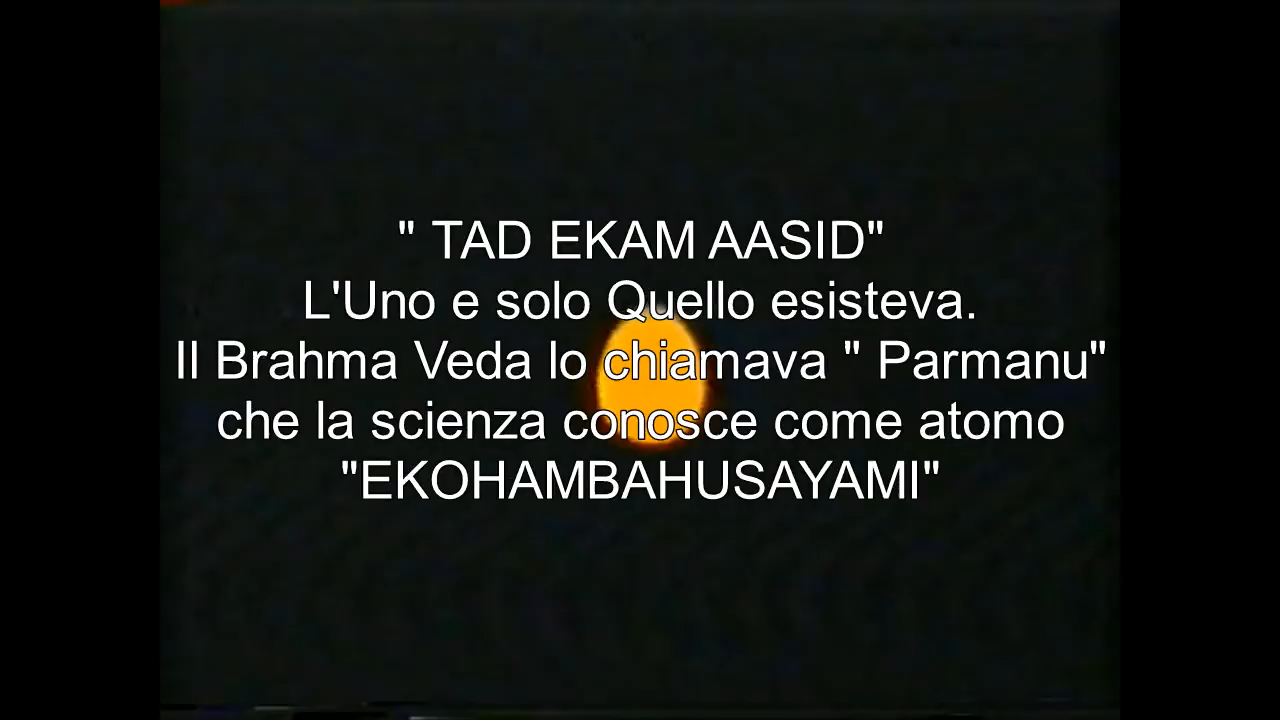 " TAD EKAM AASID"
L'Uno e solo Quello esisteva.
Il Brahma Veda lo chiamava " Parmanu"
che la scienza conosce come atomo
"EKOHAMBAHUSAYAMI"